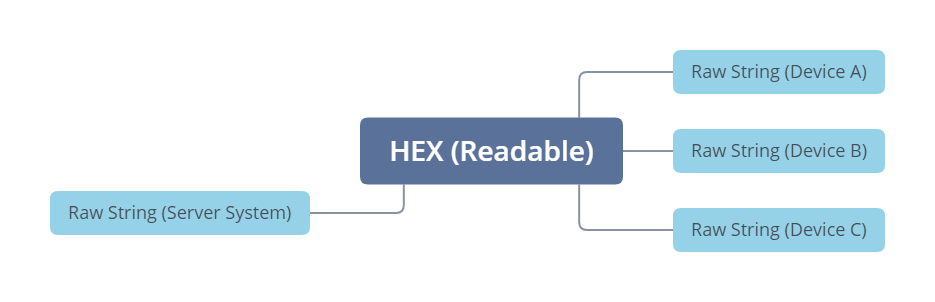 Raw String (Device A)
HEX (Readable)
Raw String (Device B)
Raw String (Server System)
Raw String (Device C)